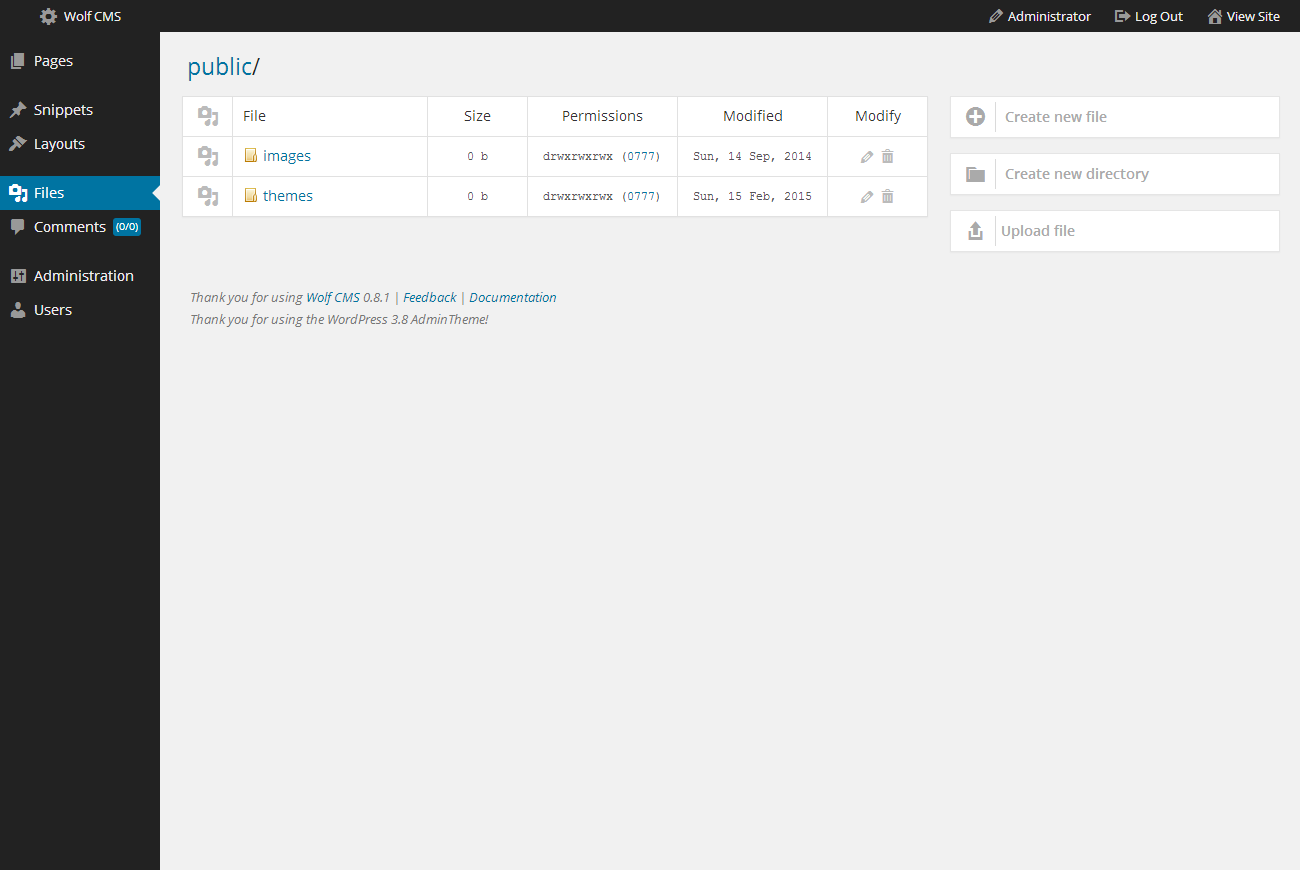 Wolf CMS Administrator Log Out View Site
Pages
Snippets
Layouts
Files
Comments (0/0)
Administration
Users
public/
File Size Permissions Modified Modify
images 0 b drwxrwxrwx (0777) Sun, 14 Sep, 2014
themes 0 b drwxrwxrwx (0777) Sun, 15 Feb, 2015
Create new file
Create new directory
Upload file
Thank you for using Wolf CMS 0.8.1 | Feedback | Documentation
Thank you for using the WordPress 3.8 AdminTheme!